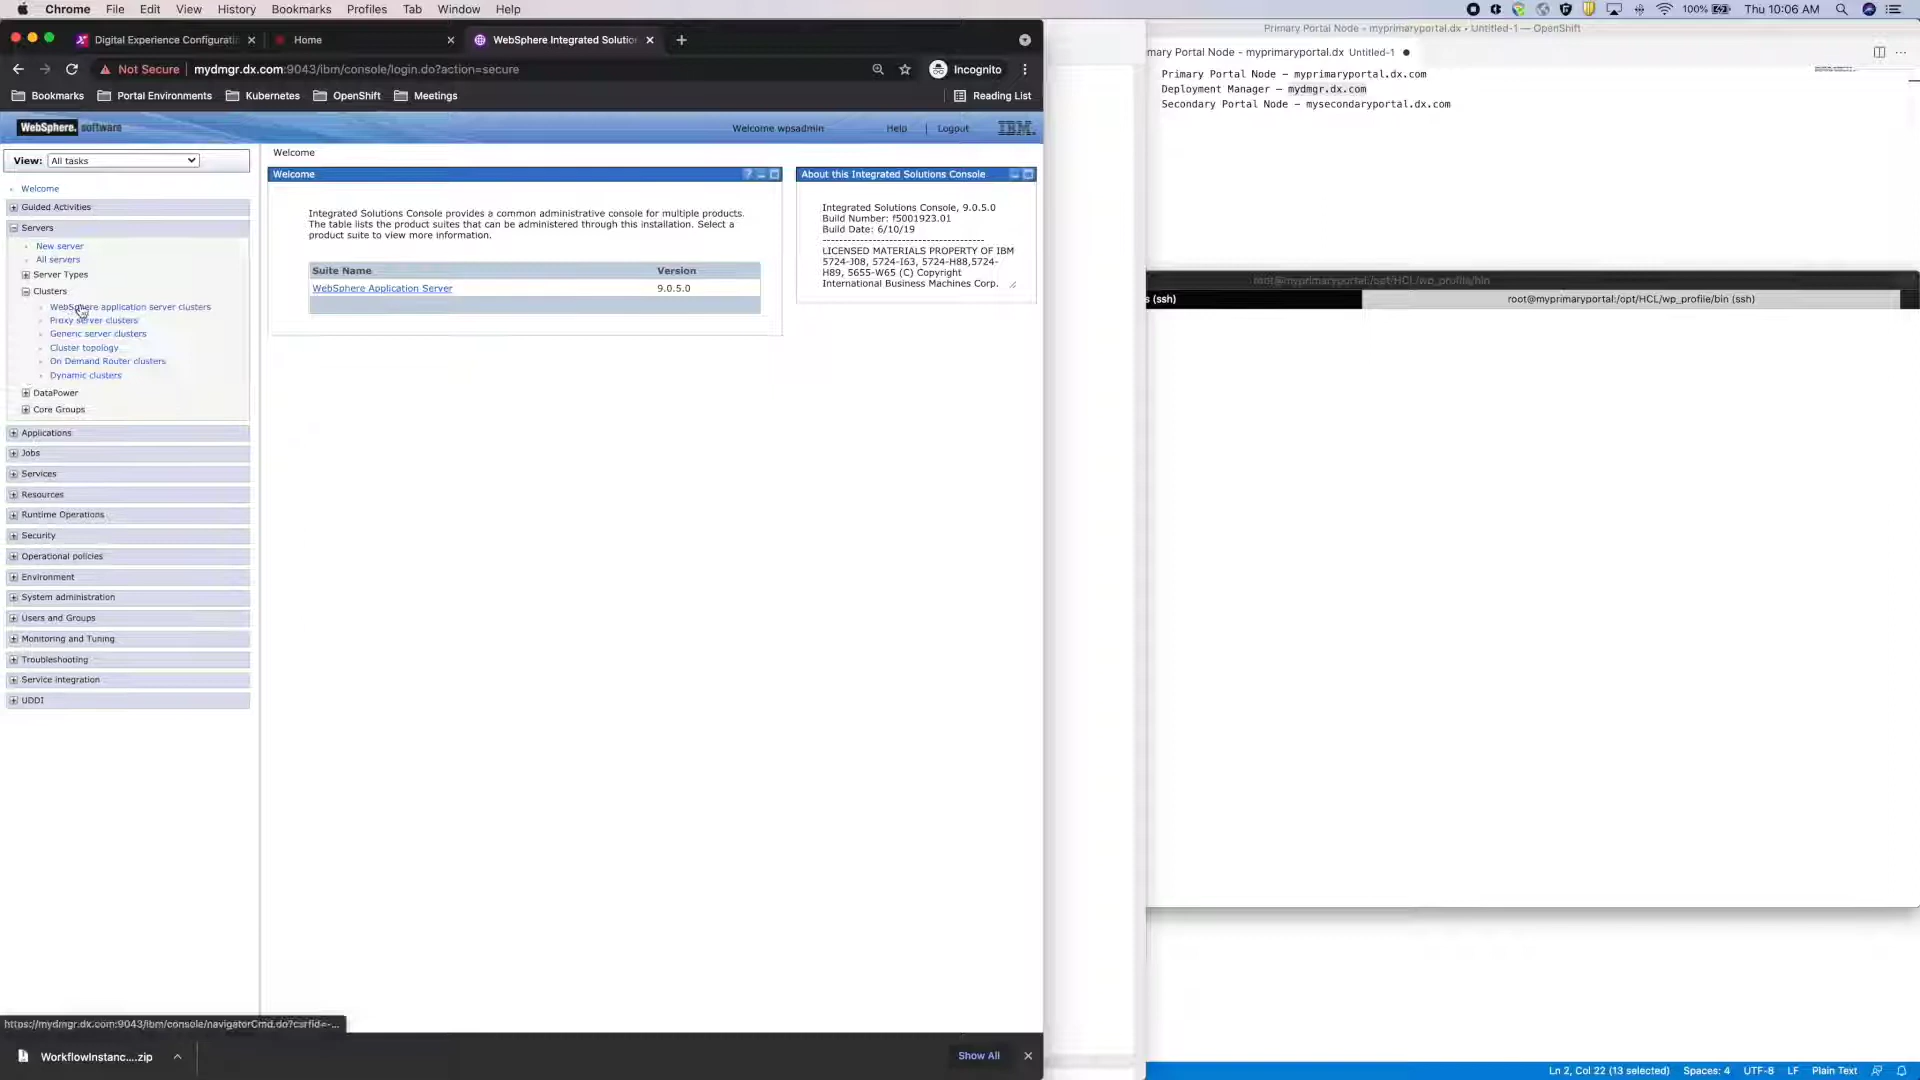 Chrome File Edit View History Bookmarks Profiles Tab Window Help
100% Thu 10:06 AM
Digital Experience Configurati
Home
WebSphere Integrated Solution
Not Secure mydmgr.dx.com:9043/ibm/console/login.do?action=secure
Incognito
Bookmarks Portal Environments Kubernetes OpenShift Meetings Reading List
WebSphere. software
Welcome wpsadmin Help Logout IBM.
View: All tasks
Welcome
Guided Activities
Servers
New server
All servers
Server Types
Clusters
WebSphere application server clusters
Proxy server clusters
Generic server clusters
Cluster topology
On Demand Router clusters
Dynamic clusters
DataPower
Core Groups
Applications
Jobs
Services
Resources
Runtime Operations
Security
Operational policies
Environment
System administration
Users and Groups
Monitoring and Tuning
Troubleshooting
Service integration
UDDI
Welcome
Welcome
Integrated Solutions Console provides a common administrative console for multiple products.
The table lists the product suites that can be administered through this installation. Select a
product suite to view more information.
Suite Name Version
WebSphere Application Server 9.0.5.0
About this Integrated Solutions Console
Integrated Solutions Console, 9.0.5.0
Build Number: f5001923.01
Build Date: 6/10/19
----------------------------------------
LICENSED MATERIALS PROPERTY OF IBM
5724-J08, 5724-I63, 5724-H88,5724-
H89, 5655-W65 (C) Copyright
International Business Machines Corp.
https://mydmgr.dx.com:9043/ibm/console/navigatorCmd.do?csrfid=-...
WorkflowInstanc....zip
Show All
Primary Portal Node - myprimaryportal.dx • Untitled-1 — OpenShift
mary Portal Node - myprimaryportal.dx Untitled-1
Primary Portal Node – myprimaryportal.dx.com
Deployment Manager – mydmgr.dx.com
Secondary Portal Node – mysecondaryportal.dx.com
root@myprimaryportal:/opt/HCL/wp_profile/bin
s (ssh)
root@myprimaryportal:/opt/HCL/wp_profile/bin (ssh)
Ln 2, Col 22 (13 selected) Spaces: 4 UTF-8 LF Plain Text